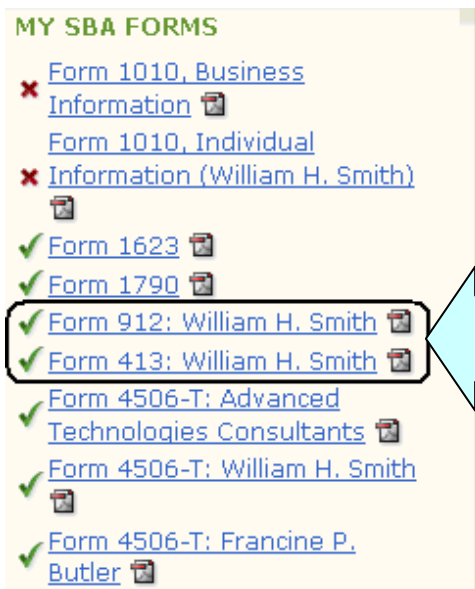 MY SBA FORMS
Form 1010, Business
Information
Form 1010, Individual
Information (William H. Smith)
Form 1623
Form 1790
Form 912: William H. Smith
Form 413: William H. Smith
Form 4506-T: Advanced
Technologies Consultants
Form 4506-T: William H. Smith
Form 4506-T: Francine P.
Butler